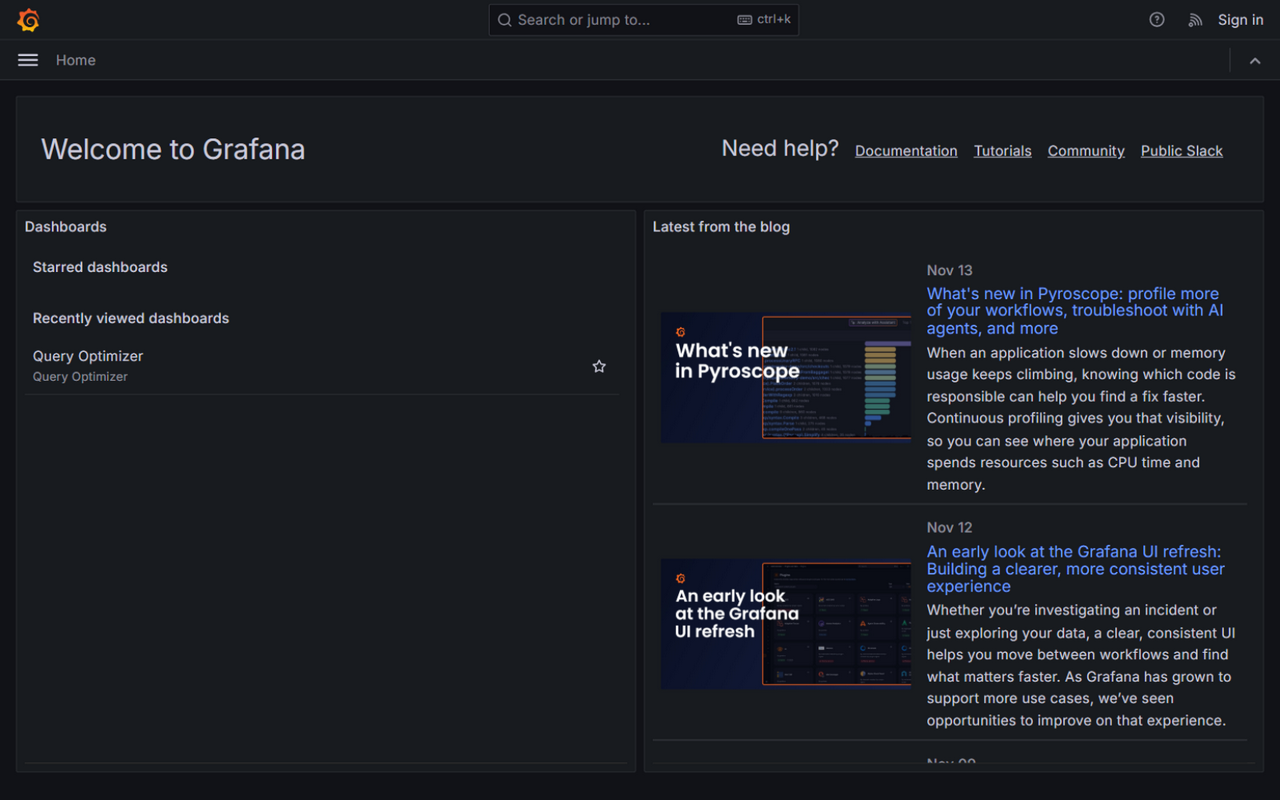 Search or jump to...
ctrl+k
Sign in
Home
Welcome to Grafana
Need help?
Documentation
Tutorials
Community
Public Slack
Dashboards
Starred dashboards
Recently viewed dashboards
Query Optimizer
Query Optimizer
Latest from the blog
What's new
in Pyroscope
Nov 13
What's new in Pyroscope: profile more
of your workflows, troubleshoot with AI
agents, and more
When an application slows down or memory
usage keeps climbing, knowing which code is
responsible can help you find a fix faster.
Continuous profiling gives you that visibility,
so you can see where your application
spends resources such as CPU time and
memory.
An early look
at the Grafana
UI refresh
Nov 12
An early look at the Grafana UI refresh:
Building a clearer, more consistent user
experience
Whether you’re investigating an incident or
just exploring your data, a clear, consistent UI
helps you move between workflows and find
what matters faster. As Grafana has grown to
support more use cases, we’ve seen
opportunities to improve on that experience.